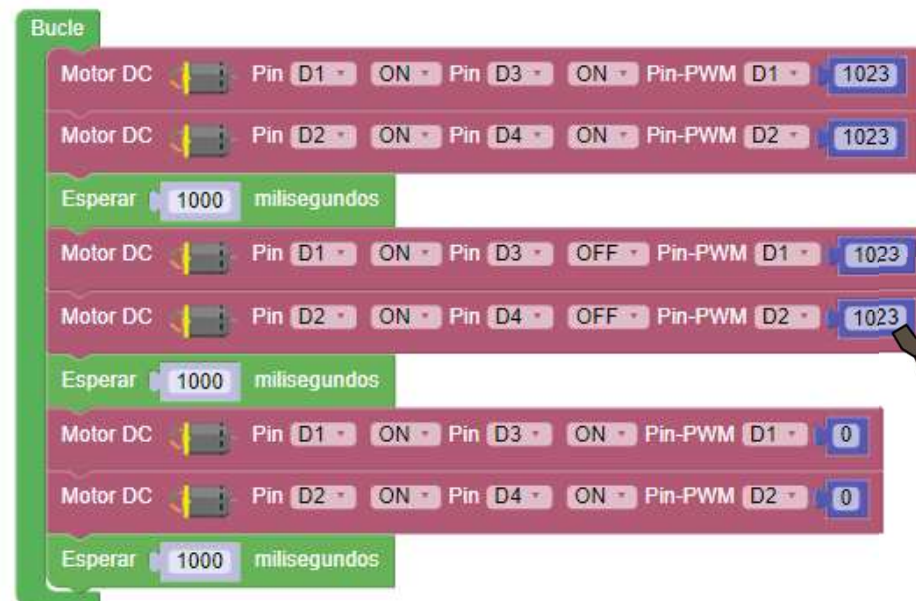 Bucle
Motor DC Pin D1 ON Pin D3 ON Pin-PWM D1 1023
Motor DC Pin D2 ON Pin D4 ON Pin-PWM D2 1023
Esperar 1000 milisegundos
Motor DC Pin D1 ON Pin D3 OFF Pin-PWM D1 1023
Motor DC Pin D2 ON Pin D4 OFF Pin-PWM D2 1023
Esperar 1000 milisegundos
Motor DC Pin D1 ON Pin D3 ON Pin-PWM D1 0
Motor DC Pin D2 ON Pin D4 ON Pin-PWM D2 0
Esperar 1000 milisegundos